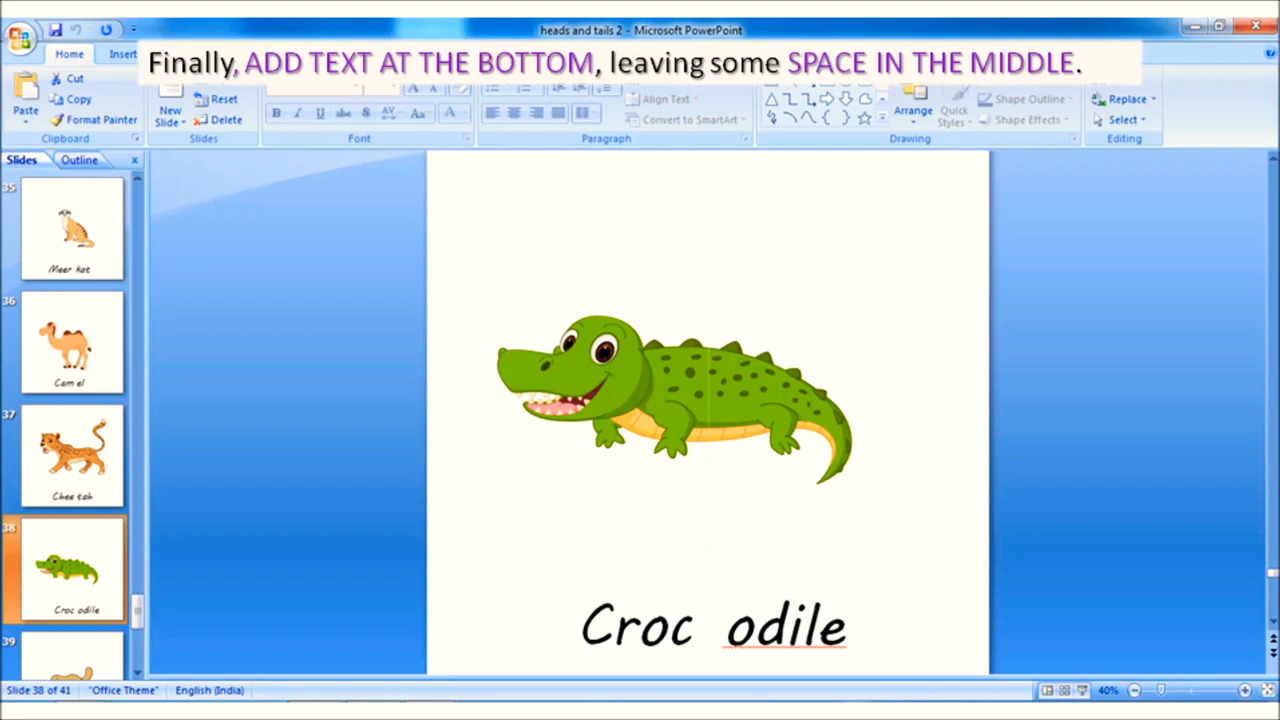 heads and tails 2 - Microsoft PowerPoint
Home Insert
Finally, ADD TEXT AT THE BOTTOM, leaving some SPACE IN THE MIDDLE.
Paste
Cut
Copy
Format Painter
Clipboard
New Slide
Reset
Delete
Slides
B I U abc S AV Aa A
Font
Align Text
Convert to SmartArt
Paragraph
Arrange
Quick Styles
Shape Outline
Shape Effects
Drawing
Replace
Select
Editing
Slides Outline x
35
Meer kat
36
Cam el
37
Chee tah
38
Croc odile
39
Croc odile
Slide 38 of 41 "Office Theme" English (India) 40%